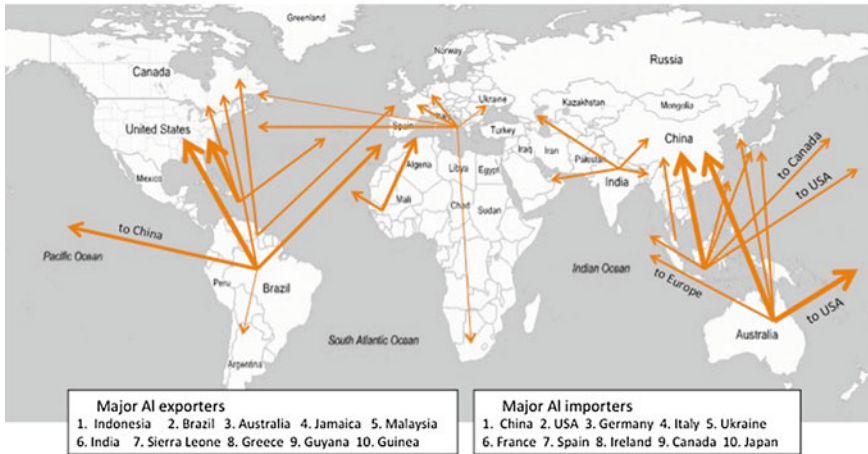 Greenland
Norway
Russia
Canada
Ukraine
Kazakhstan
Mongolia
United States
Spain
Italy
Turkey
China
Iraq
Iran
Pakistan
to Canada
Algeria
Libya
Egypt
Mexico
India
to USA
Mali
Chad
Sudan
to China
Pacific Ocean
Indian Ocean
to Europe
Peru
Brazil
to USA
Australia
South Atlantic Ocean
Argentina
Major Al exporters
1. Indonesia 2. Brazil 3. Australia 4. Jamaica 5. Malaysia
6. India 7. Sierra Leone 8. Greece 9. Guyana 10. Guinea
Major Al importers
1. China 2. USA 3. Germany 4. Italy 5. Ukraine
6. France 7. Spain 8. Ireland 9. Canada 10. Japan